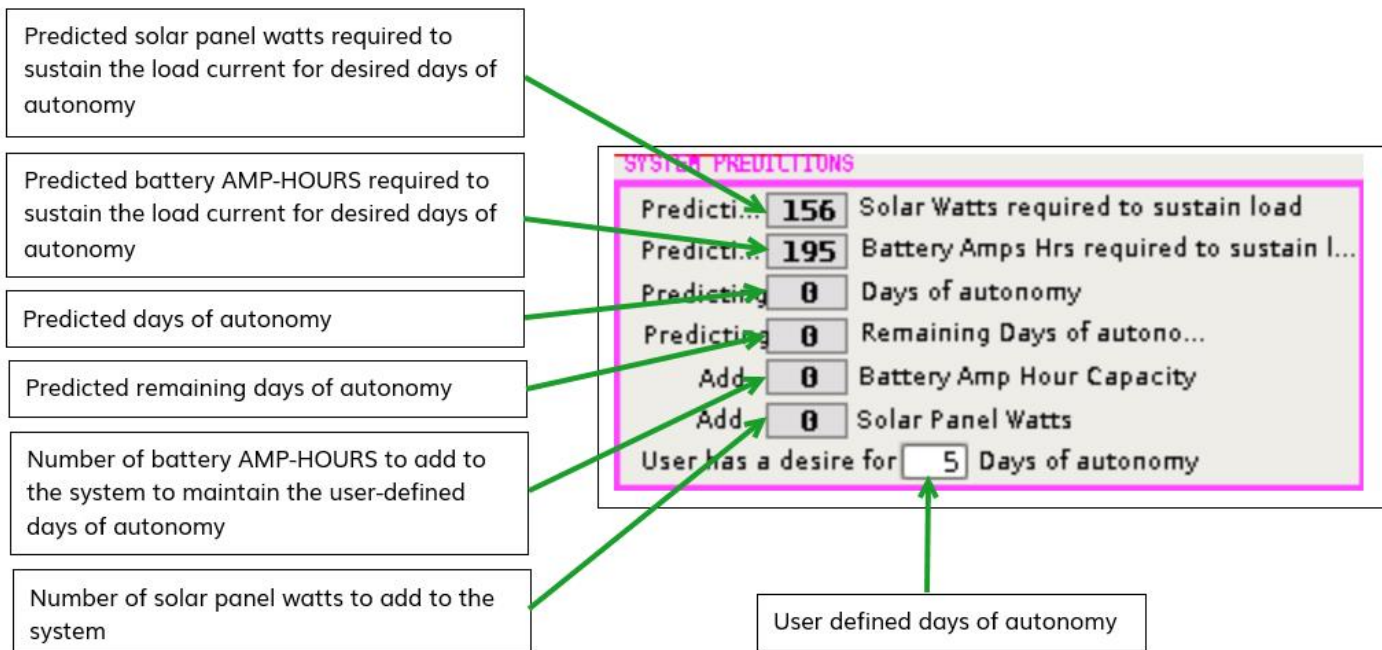 Predicted solar panel watts required to
sustain the load current for desired days of
autonomy
Predicted battery AMP-HOURS required to
sustain the load current for desired days of
autonomy
Predicted days of autonomy
Predicted remaining days of autonomy
Number of battery AMP-HOURS to add to
the system to maintain the user-defined
days of autonomy
Number of solar panel watts to add to the
system
SYSTEM PREDICTIONS
Predicti... 156 Solar Watts required to sustain load
Predicti... 195 Battery Amps Hrs required to sustain l...
Predicting 0 Days of autonomy
Predicting 0 Remaining Days of autono...
Add 0 Battery Amp Hour Capacity
Add 0 Solar Panel Watts
User has a desire for 5 Days of autonomy
User defined days of autonomy